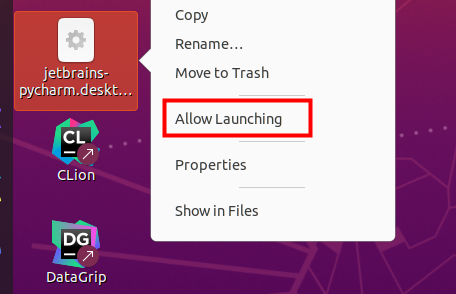 jetbrains-
pycharm.deskt...
CL
CLion
DG
DataGrip
Copy
Rename...
Move to Trash
Allow Launching
Properties
Show in Files